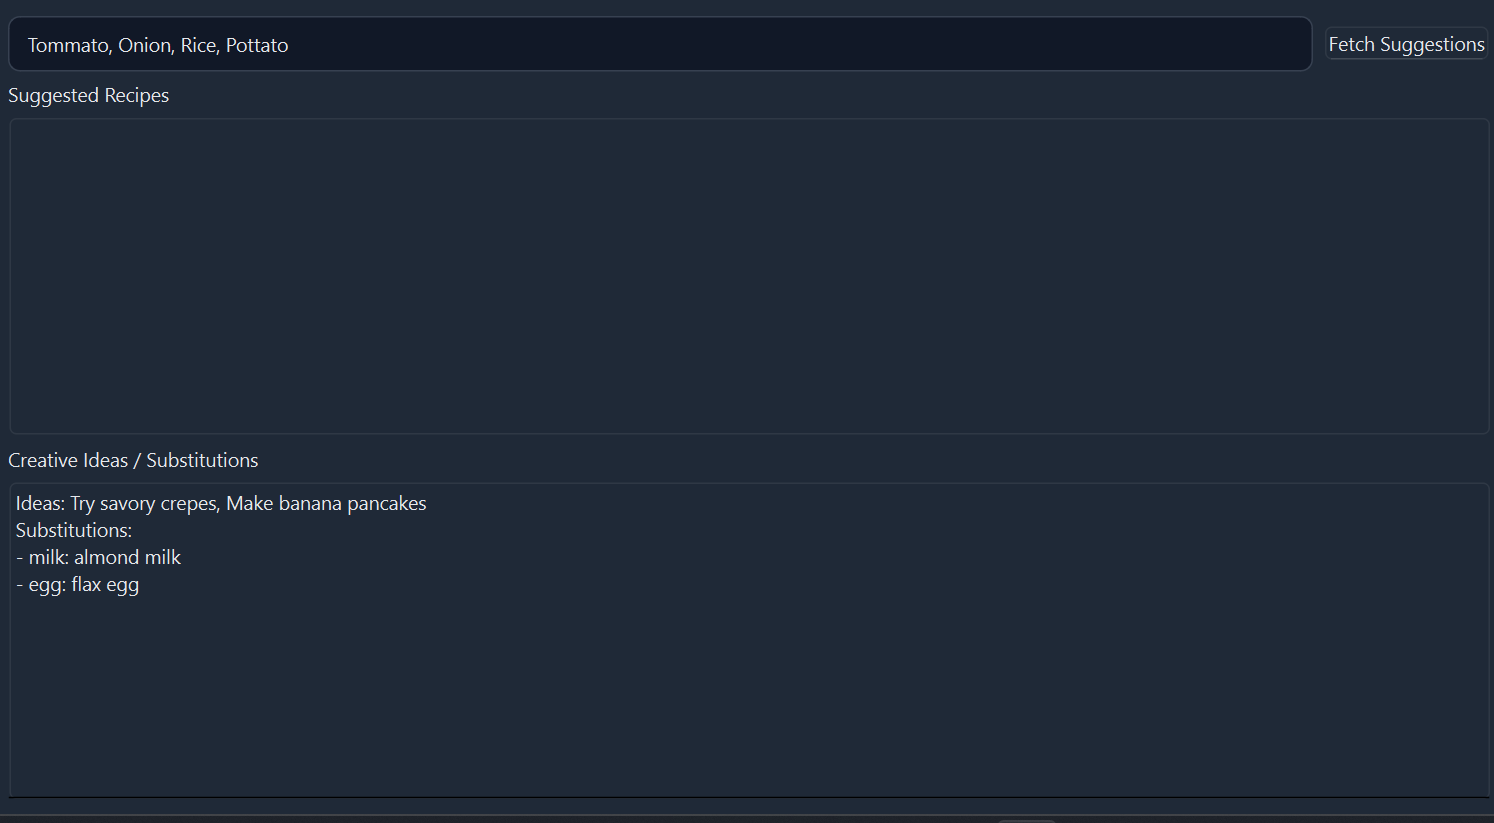 Tommato, Onion, Rice, Pottato
Fetch Suggestions
Suggested Recipes
Creative Ideas / Substitutions
Ideas: Try savory crepes, Make banana pancakes
Substitutions:
- milk: almond milk
- egg: flax egg